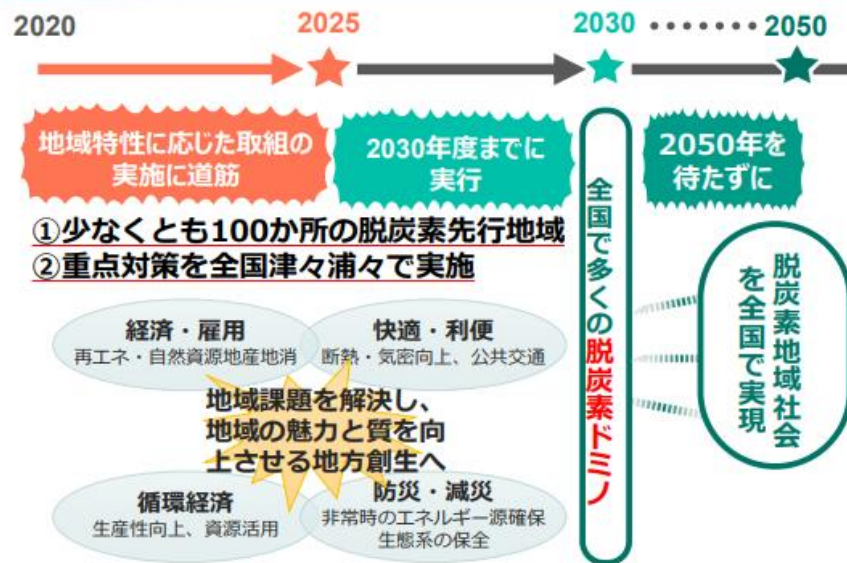 2020
2025
2030
2050
地域特性に応じた取組の
実施に道筋
2030年度までに
実行
2050年を
待たずに
①少なくとも100か所の脱炭素先行地域
②重点対策を全国津々浦々で実施
経済・雇用
再エネ・自然資源地産地消
快適・利便
断熱・気密向上、公共交通
地域課題を解決し、
地域の魅力と質を向
上させる地方創生へ
循環経済
生産性向上、資源活用
防災・減災
非常時のエネルギー源確保
生態系の保全
全国で多くの脱炭素ドミノ
脱炭素地域社会
を全国で実現